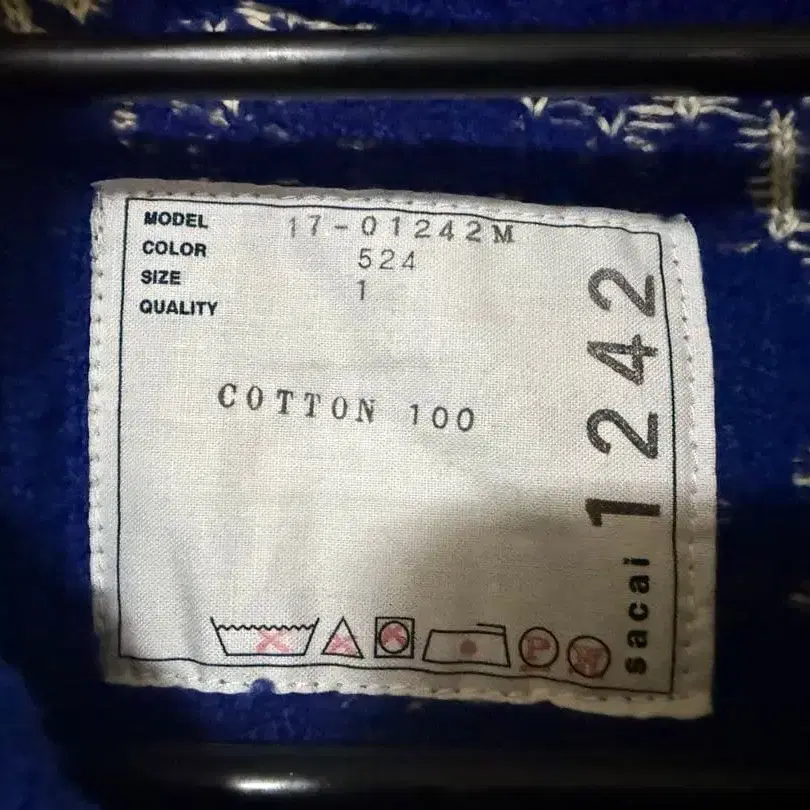 MODEL 17-01242M
COLOR 524
SIZE 1
QUALITY
COTTON 100
sacai 1242
P